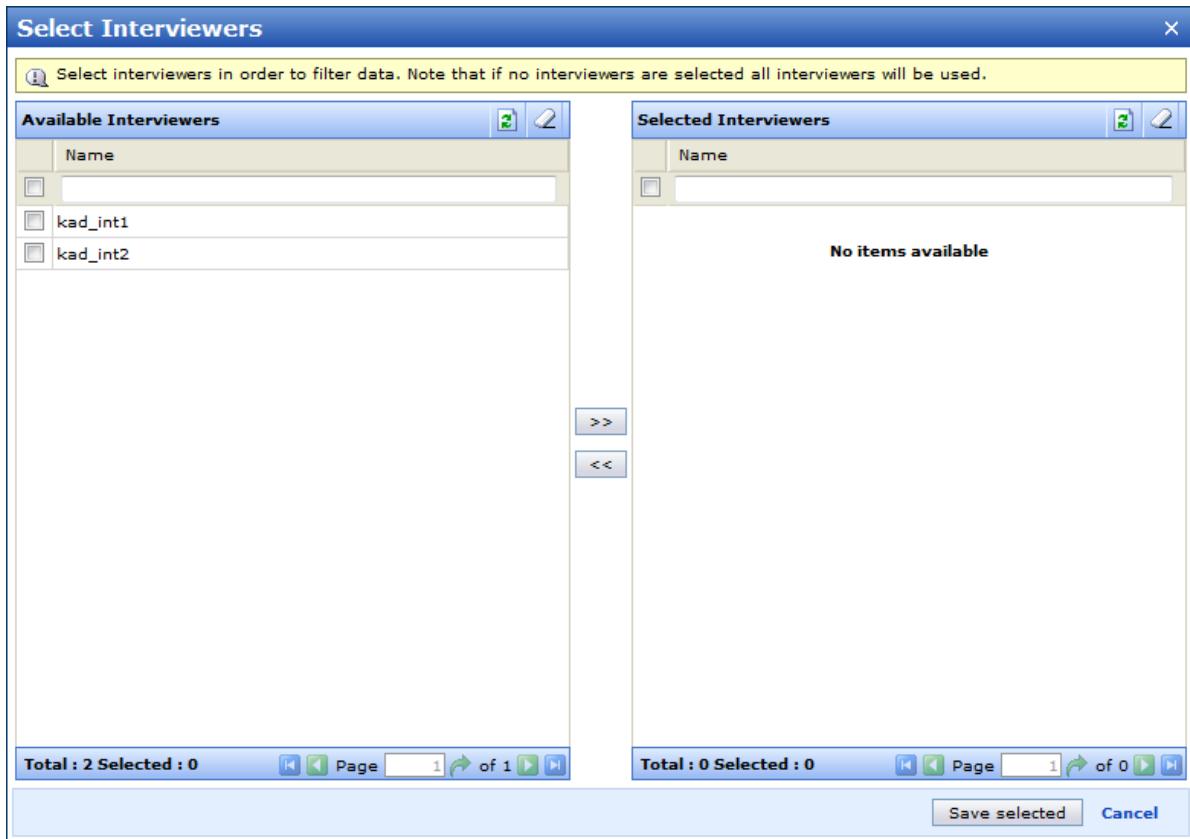 Select Interviewers
Select interviewers in order to filter data. Note that if no interviewers are selected all interviewers will be used.
Available Interviewers
Name
kad_int1
kad_int2
Total : 2 Selected : 0 Page 1 of 1
>>
<<
Selected Interviewers
Name
No items available
Total : 0 Selected : 0 Page 1 of 0
Save selected Cancel